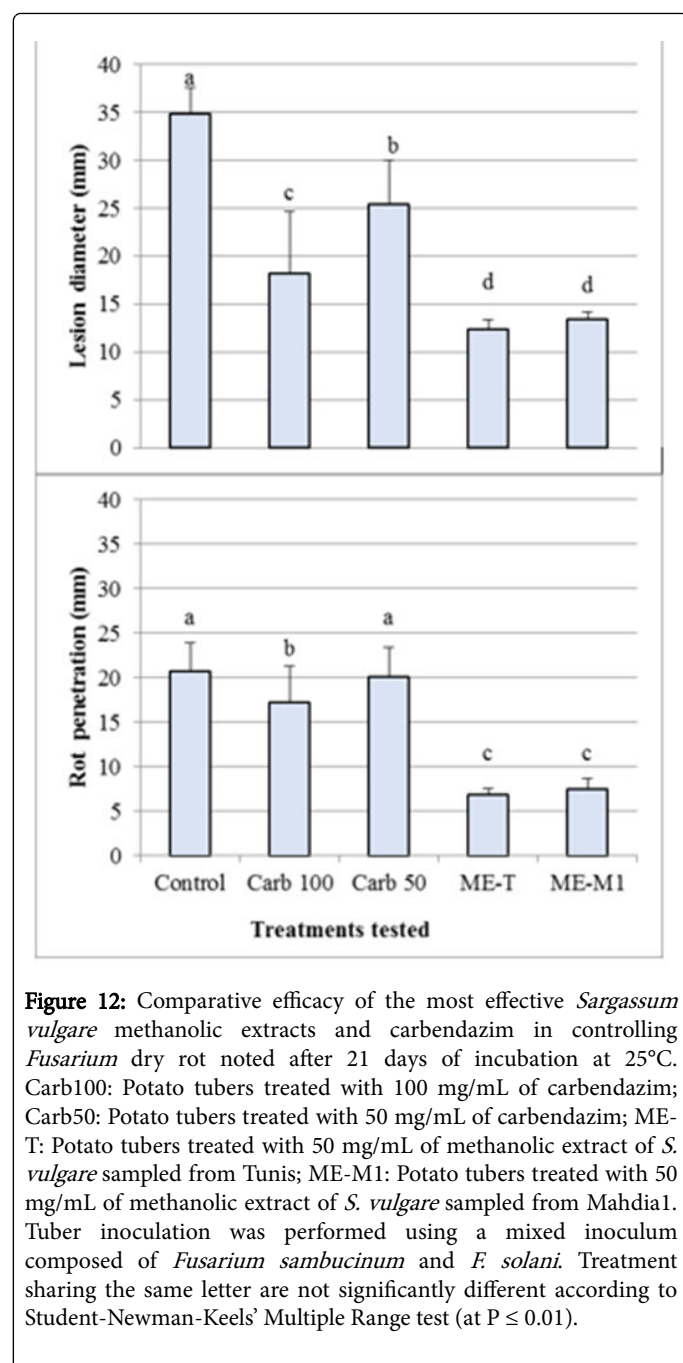 40
35
30
25
20
15
10
5
0
Lesion diameter (mm)
a
c
b
d
d
40
35
30
25
20
15
10
5
0
Rot penetration (mm)
a
b
a
c
c
Control Carb 100 Carb 50 ME-T ME-M1
Treatments tested
Figure 12: Comparative efficacy of the most effective Sargassum
vulgare methanolic extracts and carbendazim in controlling
Fusarium dry rot noted after 21 days of incubation at 25°C.
Carb100: Potato tubers treated with 100 mg/mL of carbendazim;
Carb50: Potato tubers treated with 50 mg/mL of carbendazim; ME-
T: Potato tubers treated with 50 mg/mL of methanolic extract of S.
vulgare sampled from Tunis; ME-M1: Potato tubers treated with 50
mg/mL of methanolic extract of S. vulgare sampled from Mahdia1.
Tuber inoculation was performed using a mixed inoculum
composed of Fusarium sambucinum and F. solani. Treatment
sharing the same letter are not significantly different according to
Student-Newman-Keels’ Multiple Range test (at P ≤ 0.01).